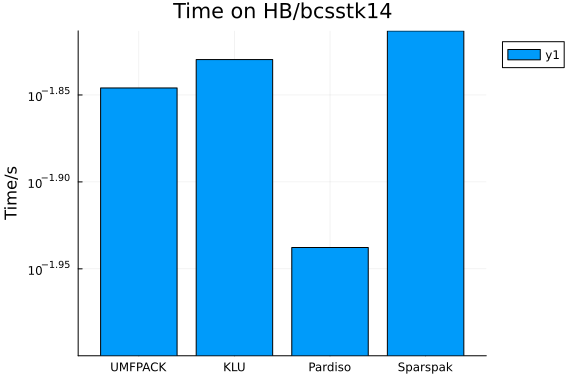 Time on HB/bcsstk14
y1
10^−1.85
10^−1.90
10^−1.95
Time/s
UMFPACK KLU Pardiso Sparspak